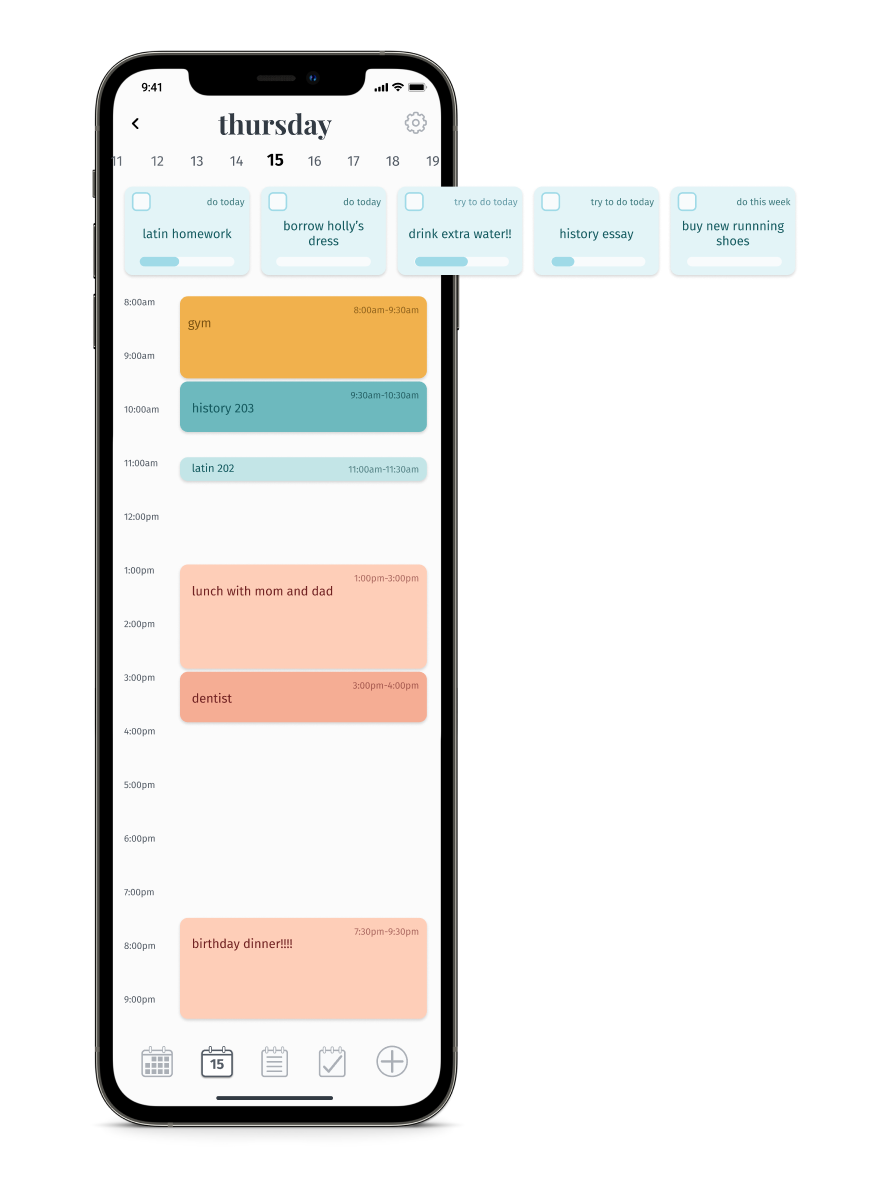 9:41
thursday
11 12 13 14 15 16 17 18 19
do today
latin homework
do today
borrow holly's
dress
try to do today
drink extra water!!
try to do today
history essay
do this week
buy new runnning
shoes
8:00am
8:00am-9:30am
gym
9:00am
9:30am-10:30am
history 203
10:00am
11:00am
latin 202
11:00am-11:30am
12:00pm
1:00pm
1:00pm-3:00pm
lunch with mom and dad
2:00pm
3:00pm
3:00pm-4:00pm
dentist
4:00pm
5:00pm
6:00pm
7:00pm
7:30pm-9:30pm
birthday dinner!!!!
8:00pm
9:00pm
15